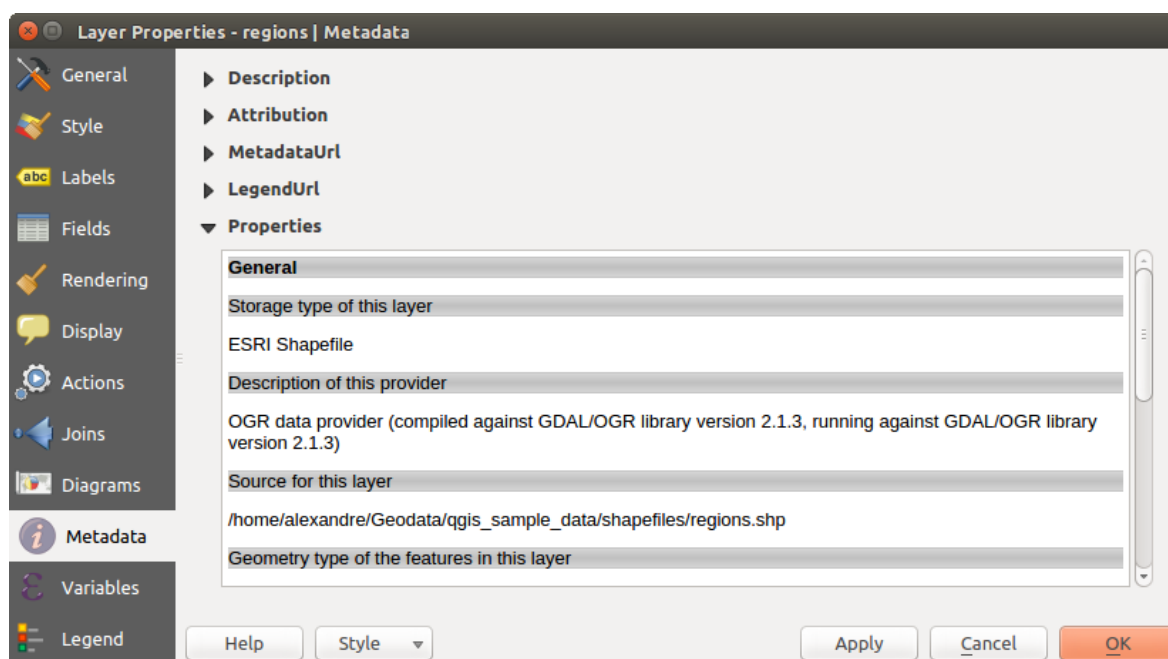 Layer Properties - regions | Metadata
General
Style
abc Labels
Fields
Rendering
Display
Actions
Joins
Diagrams
Metadata
Variables
Legend
Description
Attribution
MetadataUrl
LegendUrl
Properties
General
Storage type of this layer
ESRI Shapefile
Description of this provider
OGR data provider (compiled against GDAL/OGR library version 2.1.3, running against GDAL/OGR library
version 2.1.3)
Source for this layer
/home/alexandre/Geodata/qgis_sample_data/shapefiles/regions.shp
Geometry type of the features in this layer
Help Style Apply Cancel OK